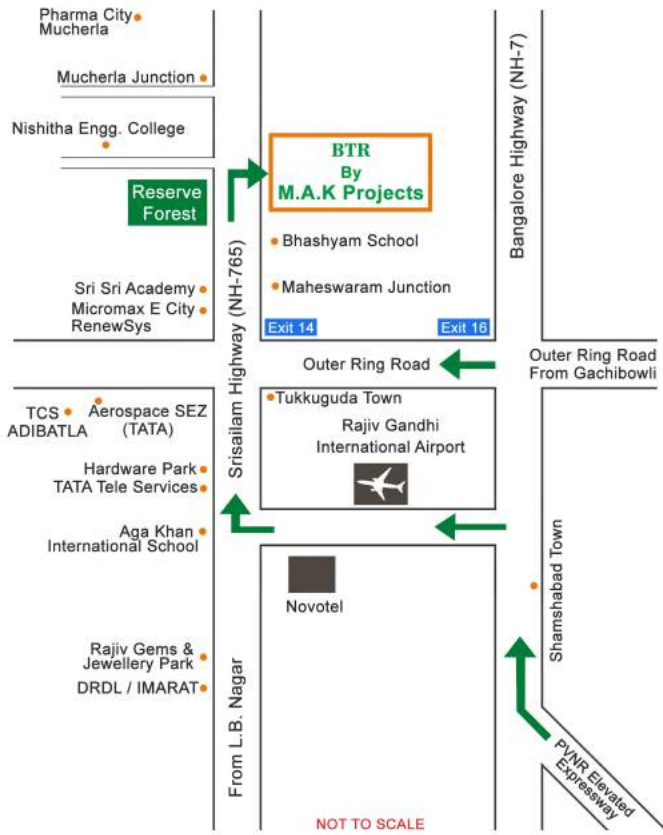 Pharma City
Mucherla
Mucherla Junction
Nishitha Engg. College
Reserve
Forest
Sri Sri Academy
Micromax E City
RenewSys
TCS
ADIBATLA
Aerospace SEZ
(TATA)
Hardware Park
TATA Tele Services
Aga Khan
International School
Rajiv Gems &
Jewellery Park
DRDL / IMARAT
Srisailam Highway (NH-765)
From L.B. Nagar
BTR
By
M.A.K Projects
Bhashyam School
Maheswaram Junction
Exit 14
Exit 16
Outer Ring Road
Tukkuguda Town
Rajiv Gandhi
International Airport
Novotel
Bangalore Highway (NH-7)
Outer Ring Road
From Gachibowli
Shamshabad Town
PVNR Elevated
Expressway
NOT TO SCALE